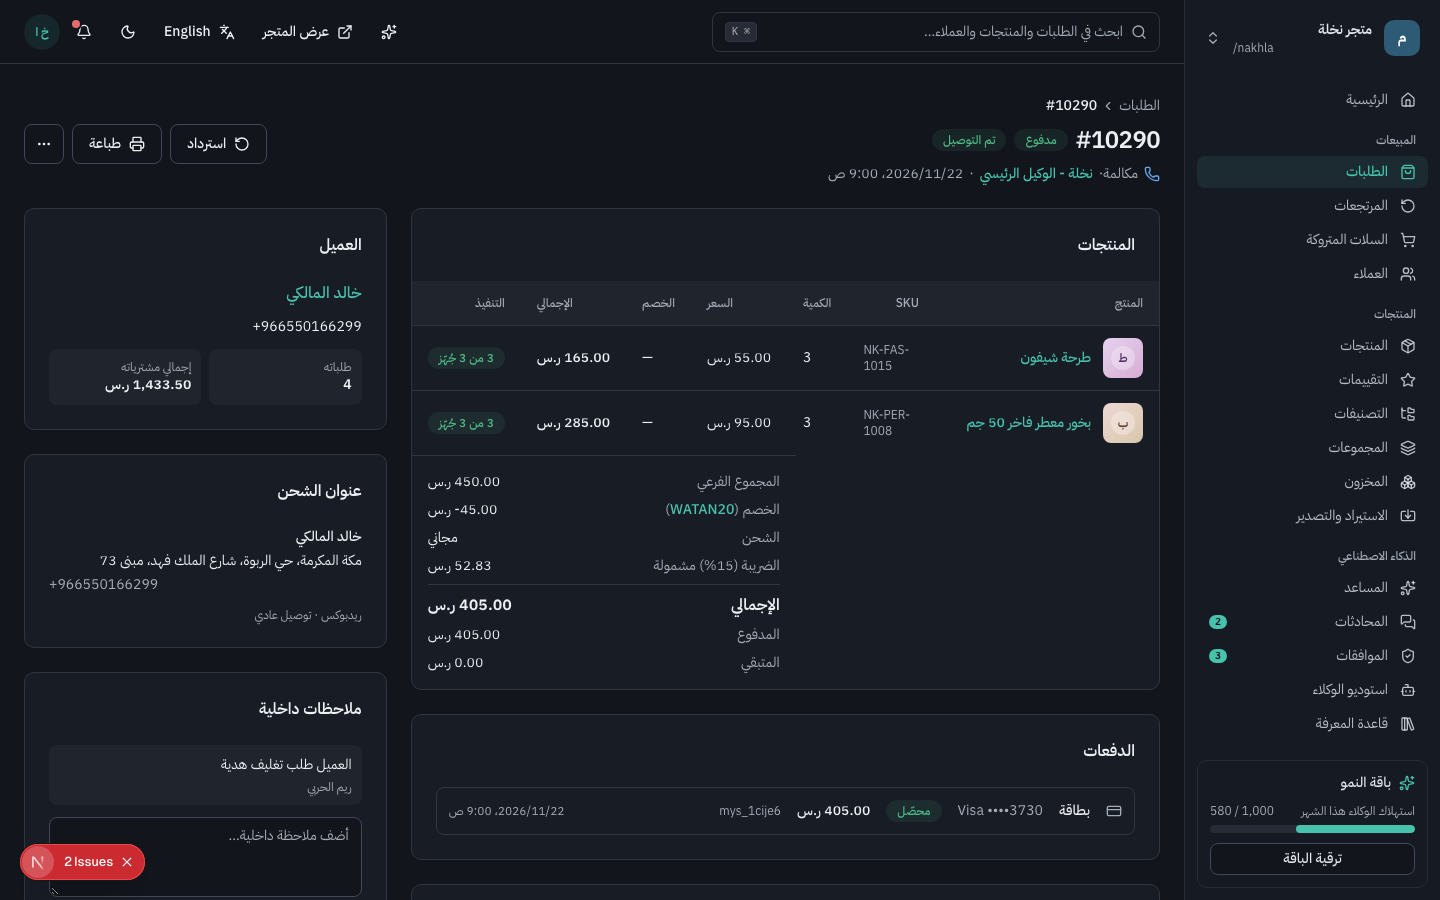 متجر نخلة
/nakhla
م
ابحث في الطلبات والمنتجات والعملاء...
⌘ K
عرض المتجر
English
خ ا
الرئيسية
المبيعات
الطلبات
المرتجعات
السلات المتروكة
العملاء
المنتجات
المنتجات
التقييمات
التصنيفات
المجموعات
المخزون
الاستيراد والتصدير
الذكاء الاصطناعي
المساعد
المحادثات 2
الموافقات 3
استوديو الوكلاء
قاعدة المعرفة
باقة النمو
استهلاك الوكلاء هذا الشهر 580 / 1,000
ترقية الباقة
الطلبات › #10290
#10290 مدفوع تم التوصيل
مكالمة· نخلة - الوكيل الرئيسي · 2026/11/22، 9:00 ص
استرداد
طباعة
المنتجات
المنتج SKU الكمية السعر الخصم الإجمالي التنفيذ
ط طرحة شيفون NK-FAS-1015 3 55.00 ر.س — 165.00 ر.س 3 من 3 جُهّز
ب بخور معطر فاخر 50 جم NK-PER-1008 3 95.00 ر.س — 285.00 ر.س 3 من 3 جُهّز
المجموع الفرعي 450.00 ر.س
الخصم (WATAN20) -45.00 ر.س
الشحن مجاني
الضريبة (15%) مشمولة 52.83 ر.س
الإجمالي 405.00 ر.س
المدفوع 405.00 ر.س
المتبقي 0.00 ر.س
الدفعات
بطاقة Visa ••••3730 محصّل 405.00 ر.س mys_1cije6 2026/11/22، 9:00 ص
العميل
خالد المالكي
+966550166299
طلباته
4
إجمالي مشترياته
1,433.50 ر.س
عنوان الشحن
خالد المالكي
مكة المكرمة، حي الربوة، شارع الملك فهد، مبنى 73
+966550166299
ريدبوكس · توصيل عادي
ملاحظات داخلية
العميل طلب تغليف هدية
ريم الحربي
أضف ملاحظة داخلية...
N 2 Issues